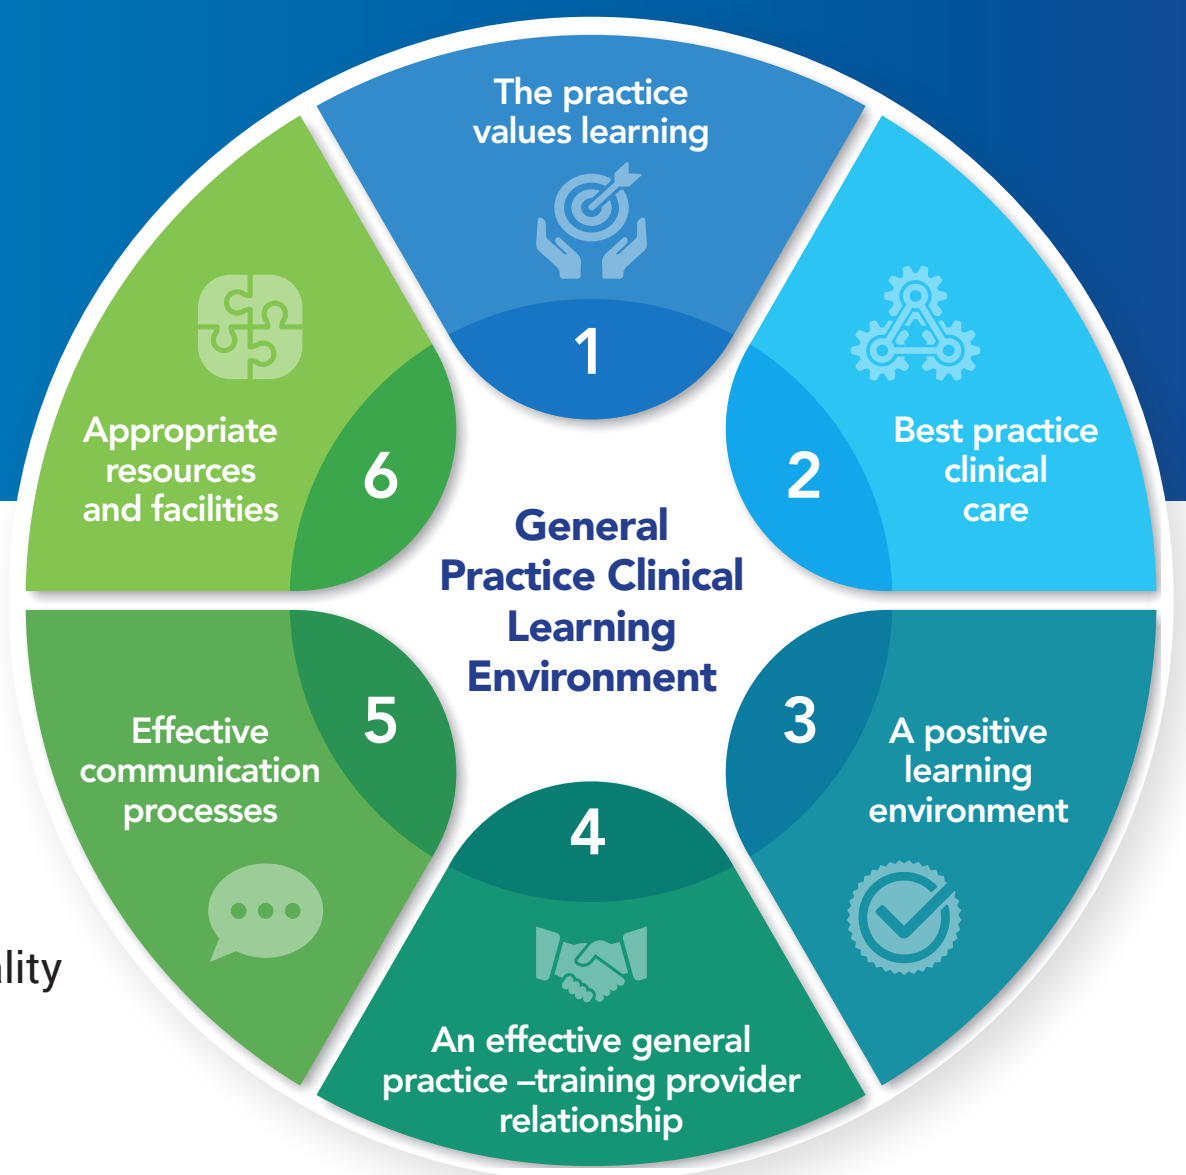 The practice
values learning
1
Best practice
clinical
care
2
A positive
learning
environment
3
4
An effective general
practice –training provider
relationship
Effective
communication
processes
5
Appropriate
resources
and facilities
6
General
Practice Clinical
Learning
Environment